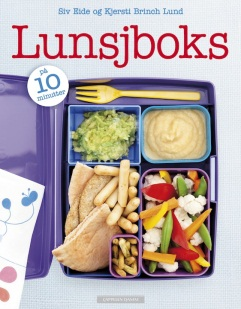 Siv Eide og Kjersti Brinch Lund
Lunsjboks
på
10
minutter